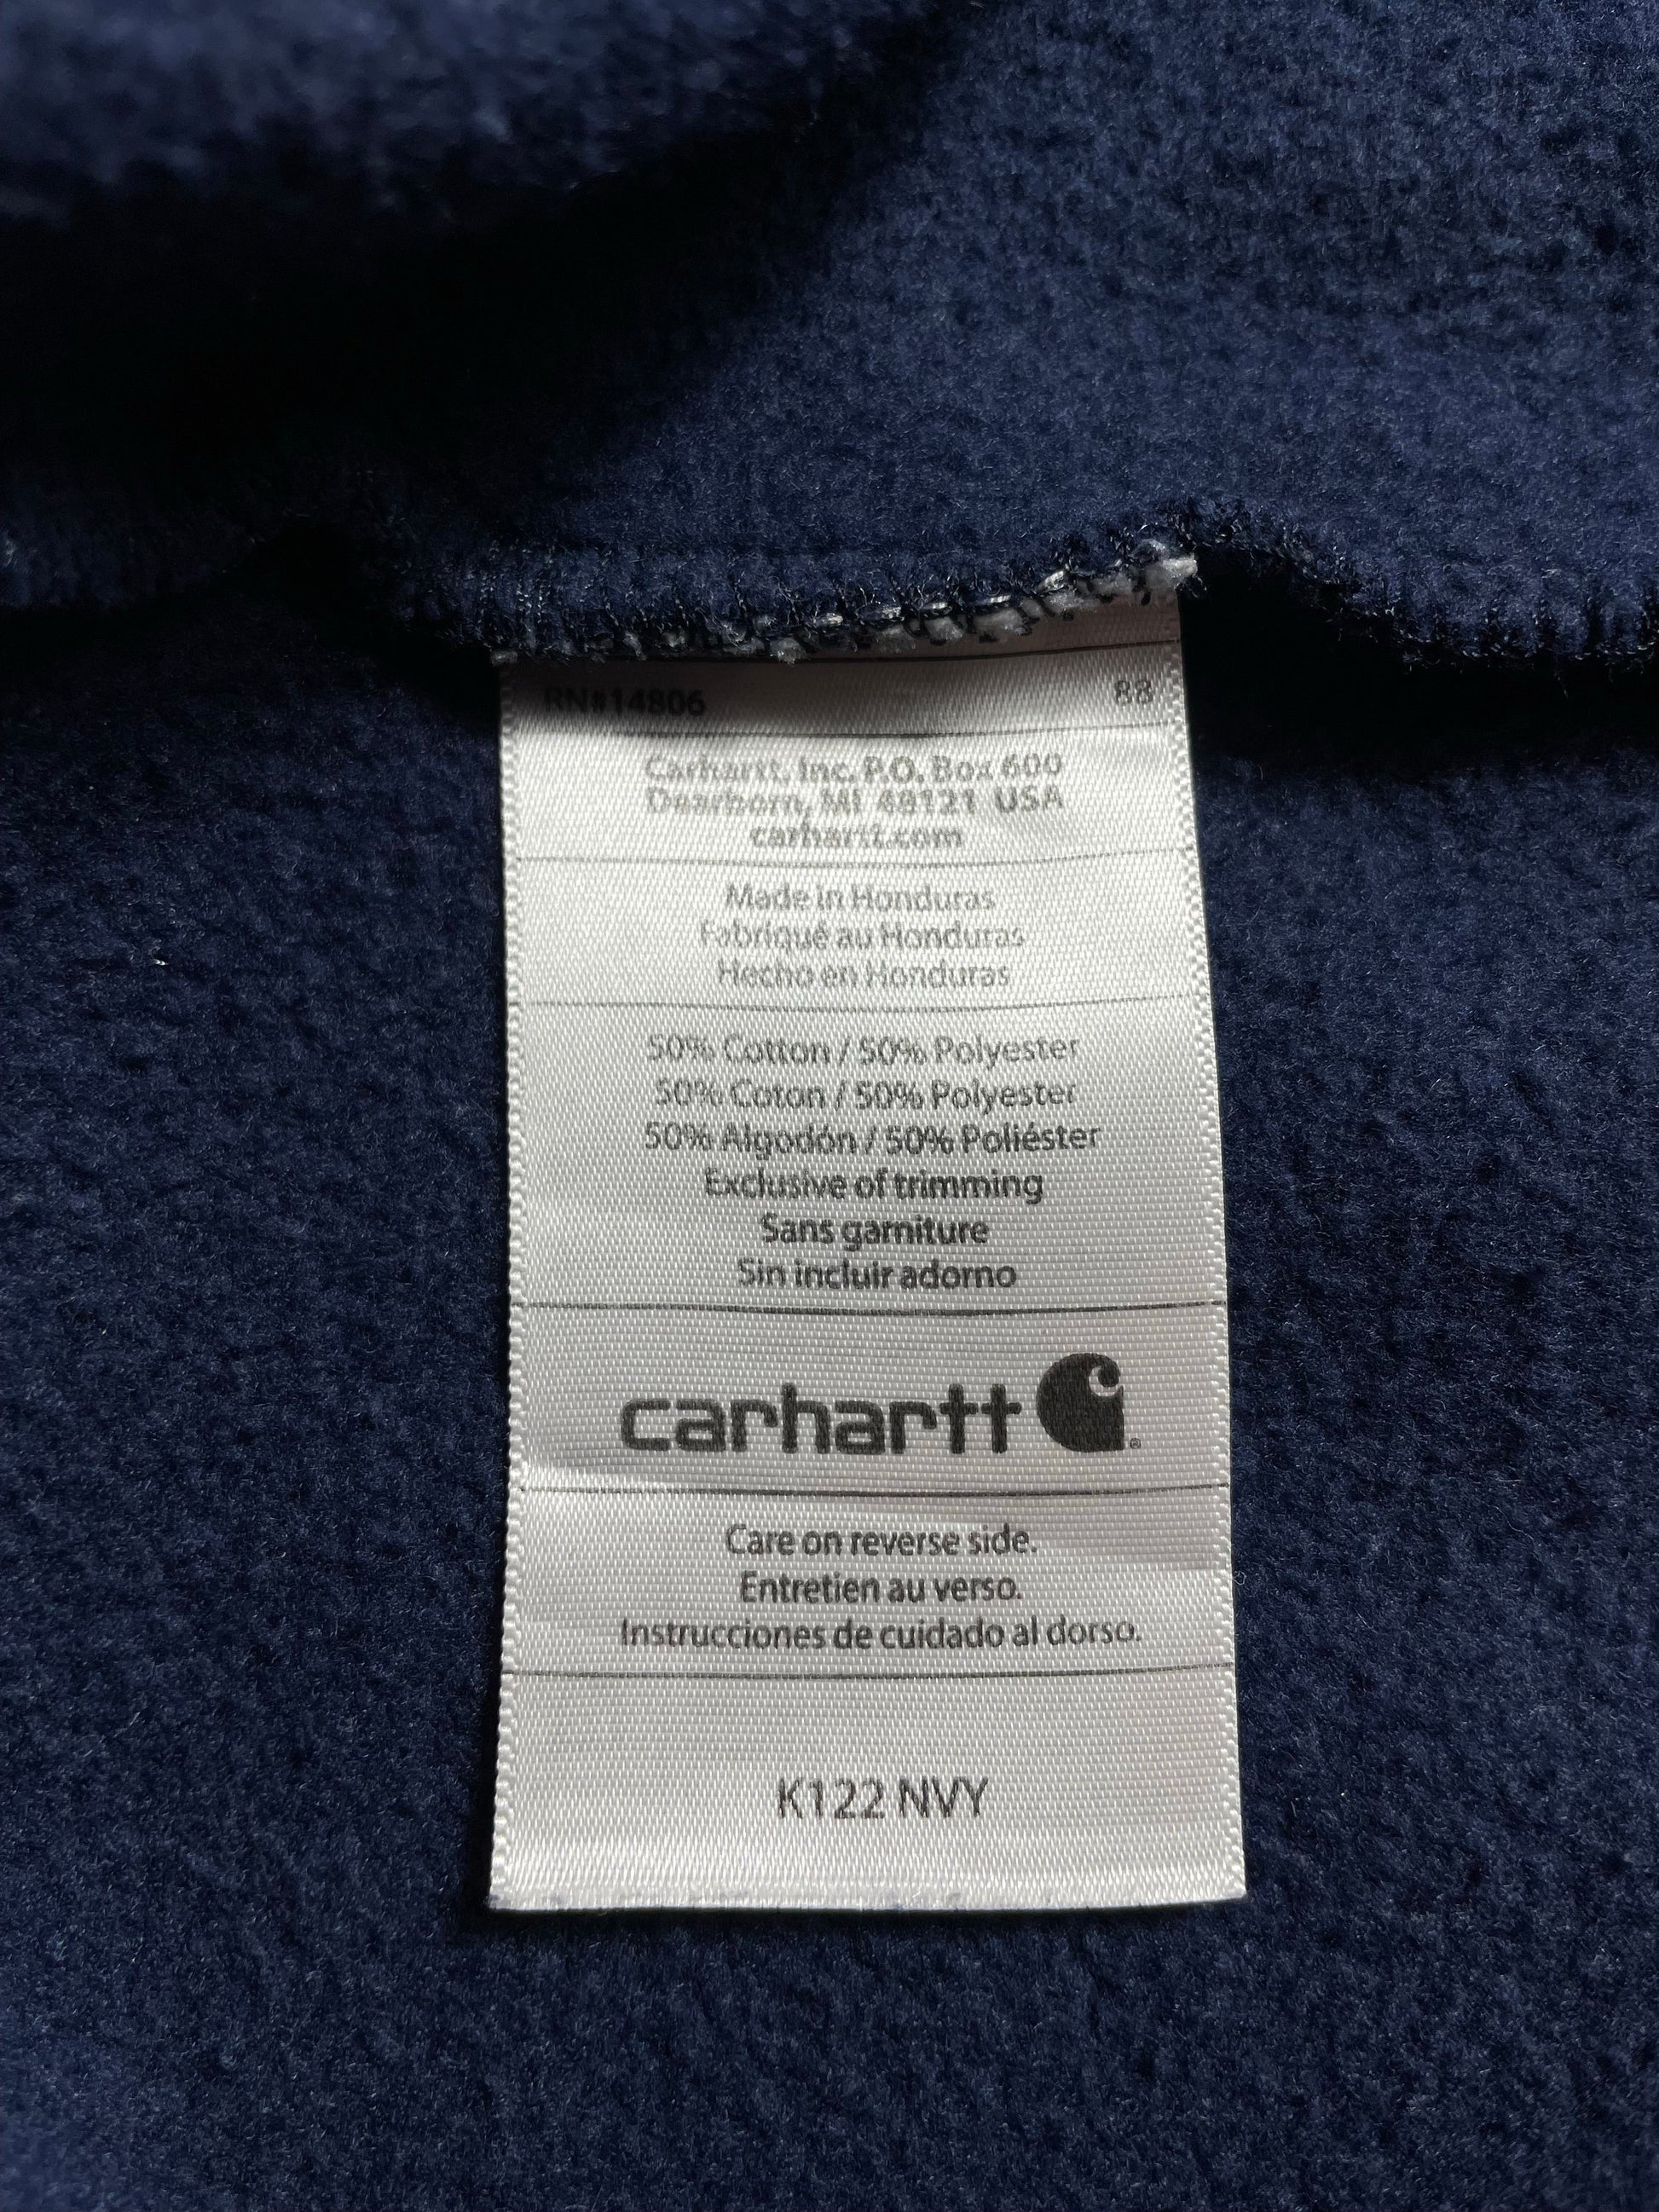 RN#14806 88
Carhartt, Inc. P.O. Box 600
Dearborn, MI 48121 USA
carhartt.com
Made in Honduras
Fabriqué au Honduras
Hecho en Honduras
50% Cotton / 50% Polyester
50% Coton / 50% Polyester
50% Algodón / 50% Poliéster
Exclusive of trimming
Sans garniture
Sin incluir adorno
carhartt
Care on reverse side.
Entretien au verso.
Instrucciones de cuidado al dorso.
K122 NVY